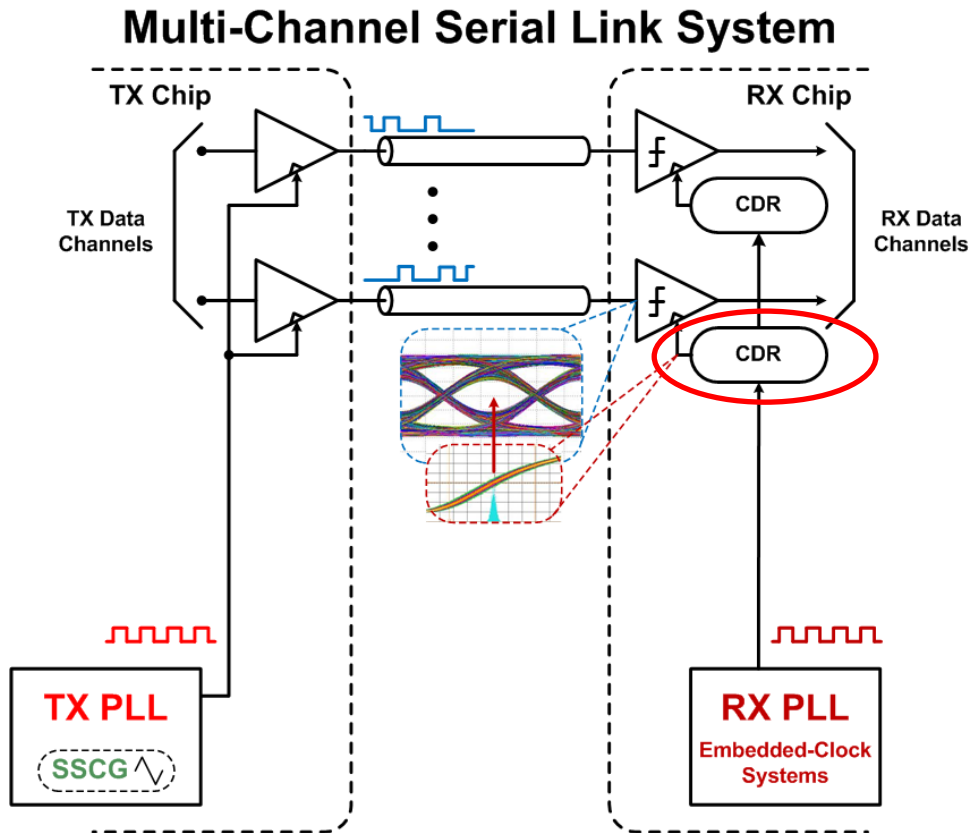 Multi-Channel Serial Link System
TX Chip
RX Chip
TX Data
Channels
CDR
RX Data
Channels
CDR
TX PLL
SSCG
RX PLL
Embedded-Clock
Systems